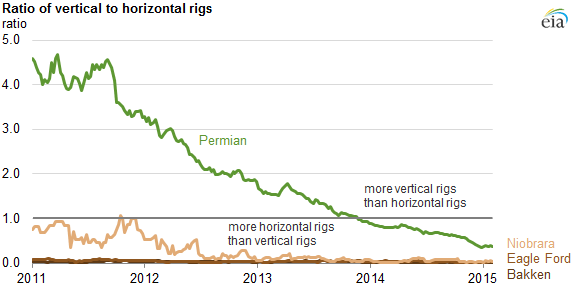 Ratio of vertical to horizontal rigs
ratio
eia
5.0
4.0
3.0
2.0
1.0
0.0
Permian
more vertical rigs
than horizontal rigs
more horizontal rigs
than vertical rigs
Niobrara
Eagle Ford
Bakken
2011 2012 2013 2014 2015